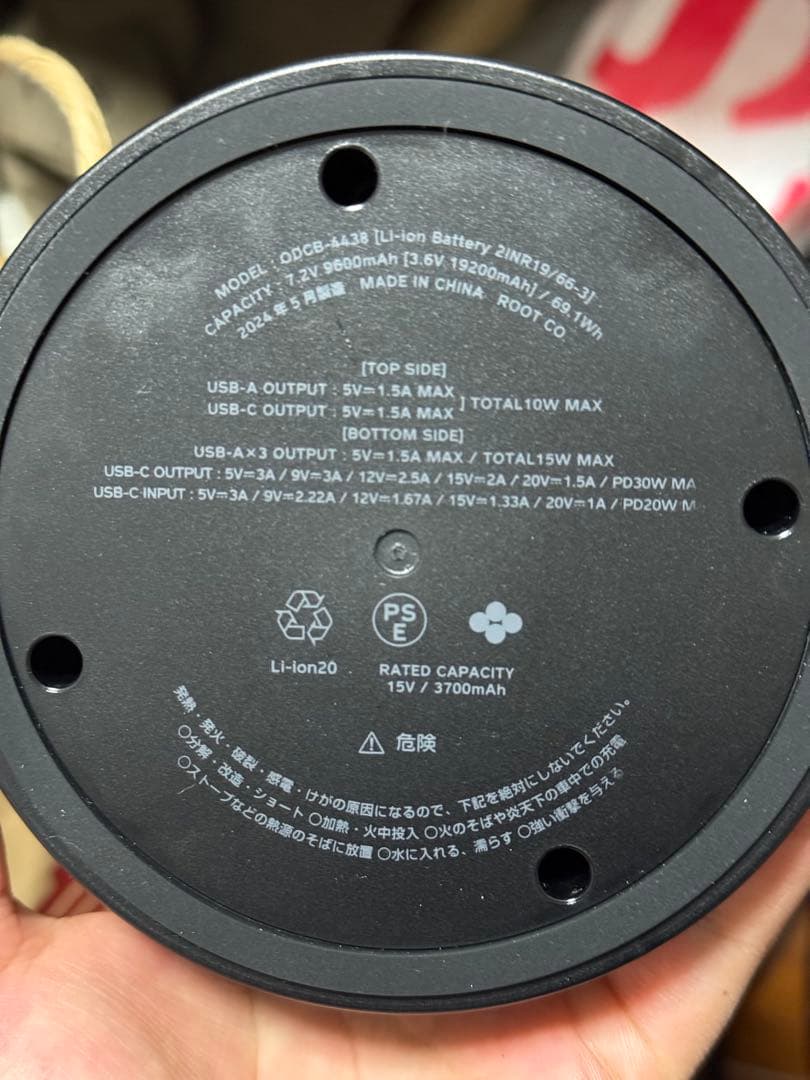 MODEL : ODCB-4438 [Li-ion Battery 2INR19/66-3]
CAPACITY : 7.2V 9600mAh [3.6V 19200mAh] / 69.1Wh
2024年5月製造 MADE IN CHINA ROOT CO
[TOP SIDE]
USB-A OUTPUT : 5V⎓1.5A MAX
USB-C OUTPUT : 5V⎓1.5A MAX ] TOTAL10W MAX
[BOTTOM SIDE]
USB-A×3 OUTPUT : 5V⎓1.5A MAX / TOTAL15W MAX
USB-C OUTPUT : 5V⎓3A / 9V⎓3A / 12V⎓2.5A / 15V⎓2A / 20V⎓1.5A / PD30W MA
USB-C INPUT : 5V⎓3A / 9V⎓2.22A / 12V⎓1.67A / 15V⎓1.33A / 20V⎓1A / PD20W M
PS
E
Li-ion20
RATED CAPACITY
15V / 3700mAh
危険
発熱・発火・破裂・感電・けがの原因になるので、下記を絶対にしないでください。
○分解・改造・ショート ○加熱・火中投入 ○火のそばや炎天下の車中での充電
○ストーブなどの熱源のそばに放置 ○水に入れる、濡らす ○強い衝撃を与える